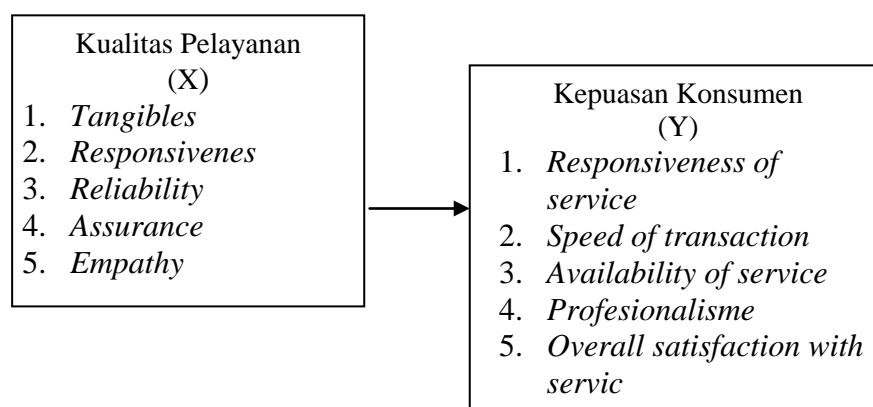 Kualitas Pelayanan
(X)
1. Tangibles
2. Responsivenes
3. Reliability
4. Assurance
5. Empathy
Kepuasan Konsumen
(Y)
1. Responsiveness of
service
2. Speed of transaction
3. Availability of service
4. Profesionalisme
5. Overall satisfaction with
servic